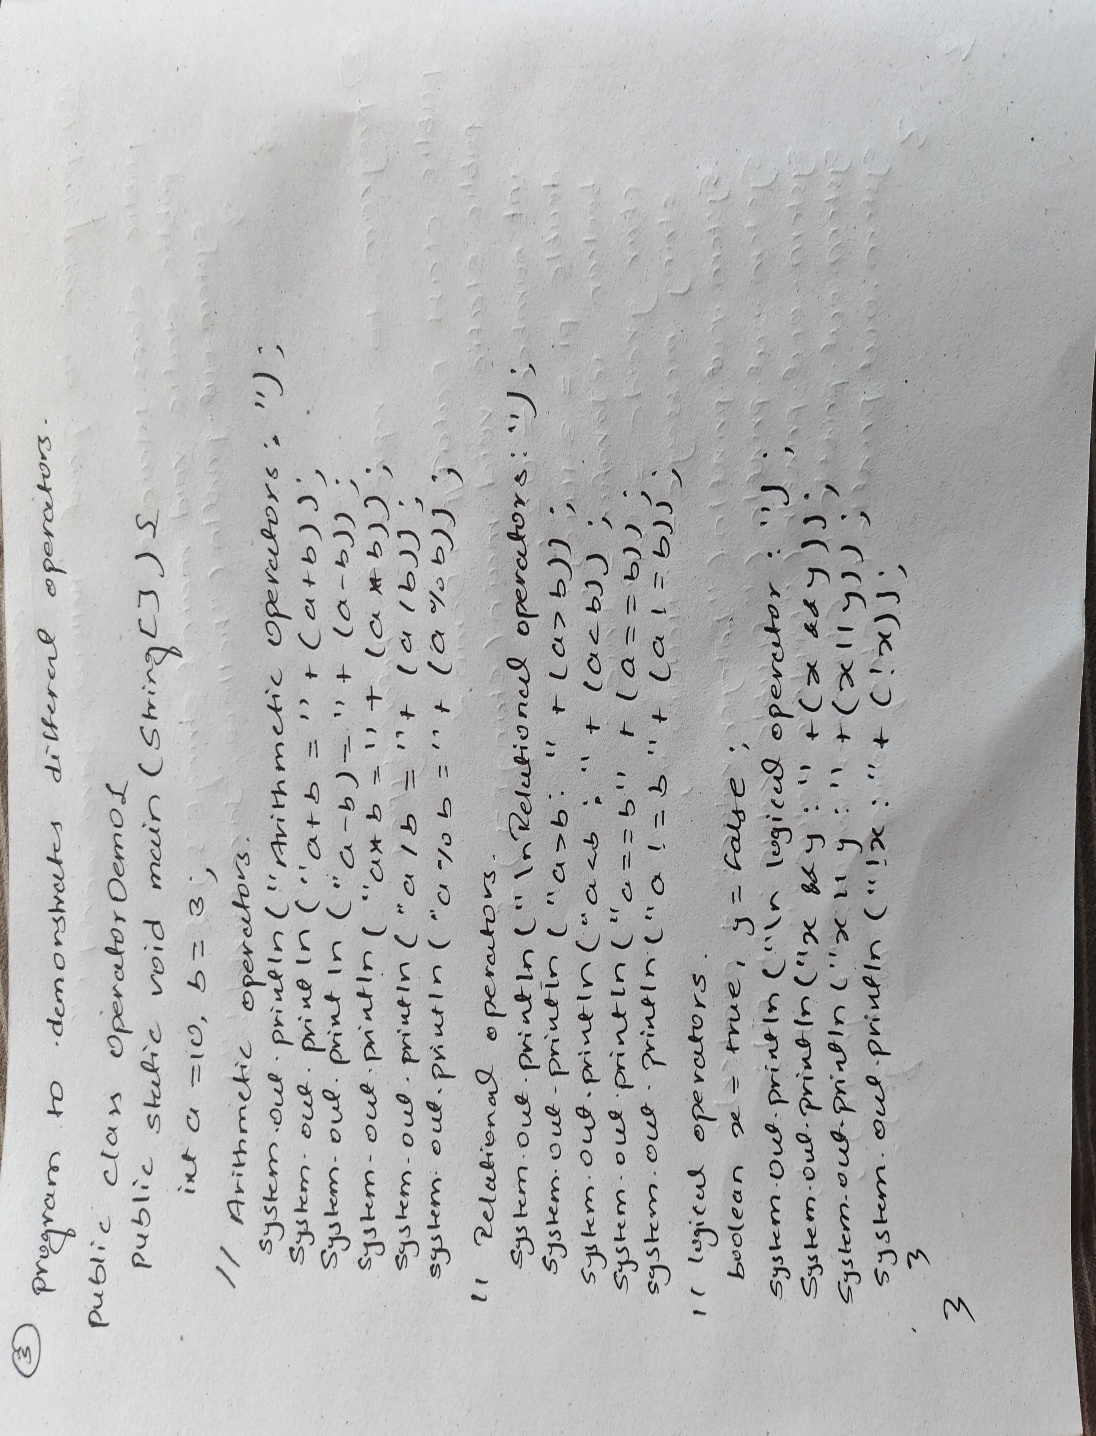 ③ program to demonstrates different operators.
public class operatorDemo{
public static void main(String[]){
int a =10, b=3;
// Arithmetic operators.
System.out.println("Arithmetic operators:");
System.out.println("a+b="+(a+b));
System.out.println("a-b)="+(a-b));
System.out.println("a*b="+(a*b));
System.out.println("a/b="+(a/b));
system.out.println("a%b="+(a%b));
// Relational operators.
System.out.println("\nRelational operators:");
System.out.println("a>b:"+(a>b));
System.out.println("a<b:"+(a<b));
System.out.println("a==b"+(a==b));
system.out.println("a!=b"+(a!=b));
// logical operators.
boolean x=true, y=false;
System.out.println("\n logical operator:");
System.out.println("x && y:"+(x && y));
System.out.println("x || y:"+(x||y));
System.out.println("!x:"+(!x));
}
}